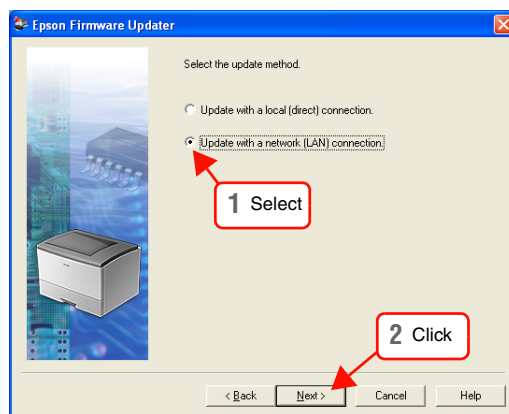 Epson Firmware Updater
Select the update method.
Update with a local (direct) connection.
Update with a network (LAN) connection.
1 Select
2 Click
< Back Next > Cancel Help